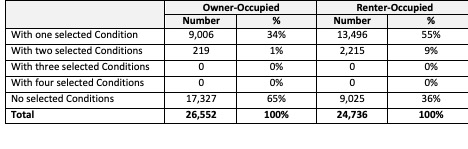 Owner-Occupied Renter-Occupied
Number % Number %
With one selected Condition 9,006 34% 13,496 55%
With two selected Conditions 219 1% 2,215 9%
With three selected Conditions 0 0% 0 0%
With four selected Conditions 0 0% 0 0%
No selected Conditions 17,327 65% 9,025 36%
Total 26,552 100% 24,736 100%